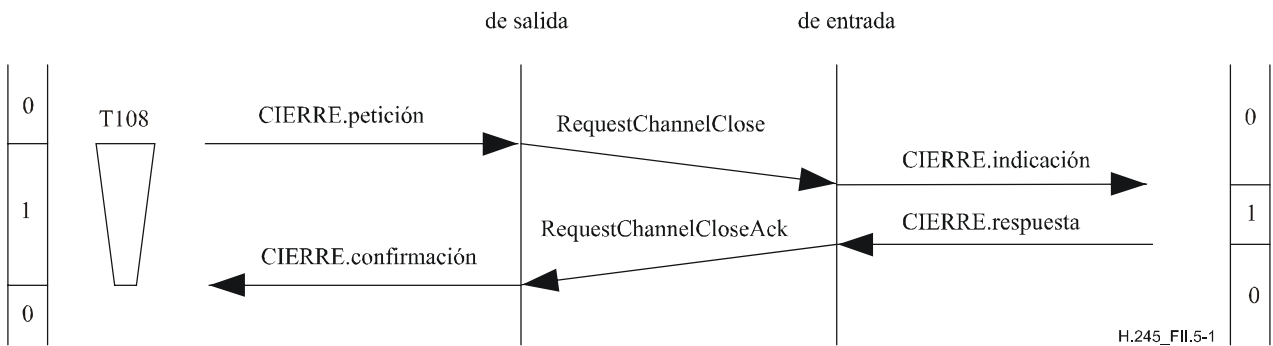 de salida
de entrada
0
T108
CIERRE.petición
RequestChannelClose
0
CIERRE.indicación
1
CIERRE.respuesta
1
RequestChannelCloseAck
CIERRE.confirmación
0
0
H.245_FII.5-1